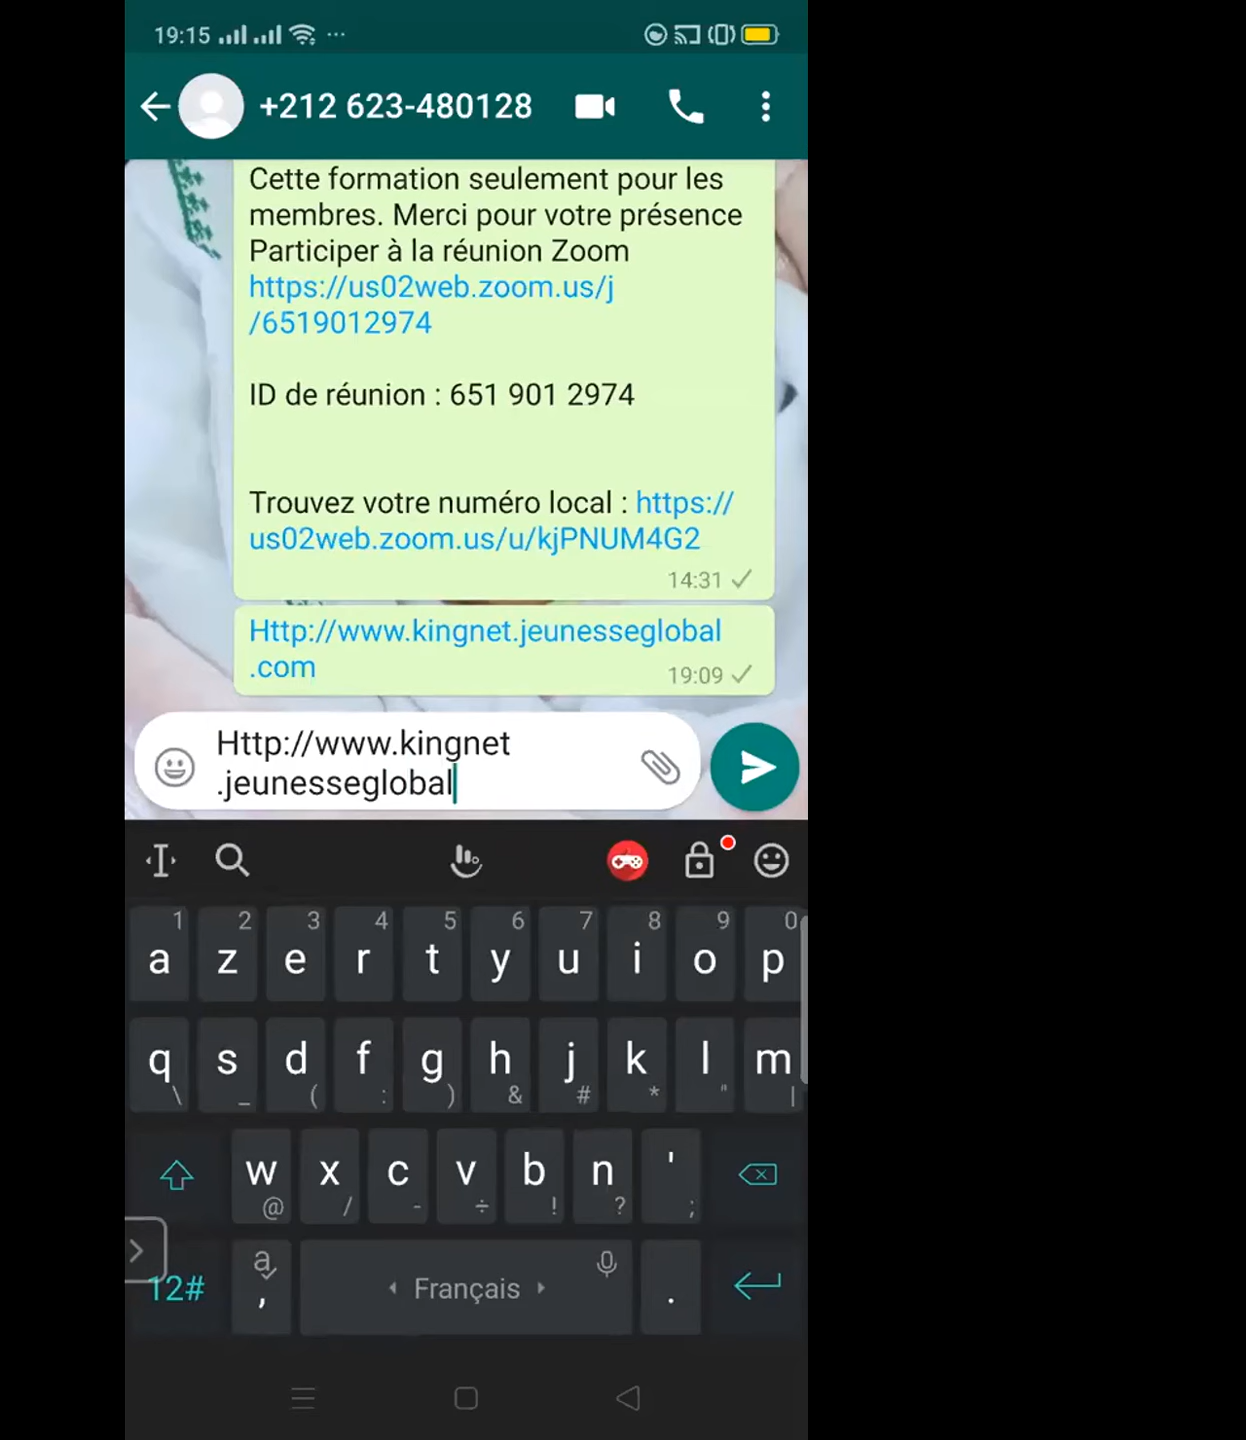 19:15
+212 623-480128
Cette formation seulement pour les
membres. Merci pour votre présence
Participer à la réunion Zoom
https://us02web.zoom.us/j
/6519012974
ID de réunion : 651 901 2974
Trouvez votre numéro local : https://
us02web.zoom.us/u/kjPNUM4G2
14:31
Http://www.kingnet.jeunesseglobal
.com
19:09
Http://www.kingnet
.jeunesseglobal
1 2 3 4 5 6 7 8 9 0
a z e r t y u i o p
q s d f g h j k l m
\ _ ( : ) & # * " |
w x c v b n '
@ / - ÷ ! ? ;
a
12# , Français .